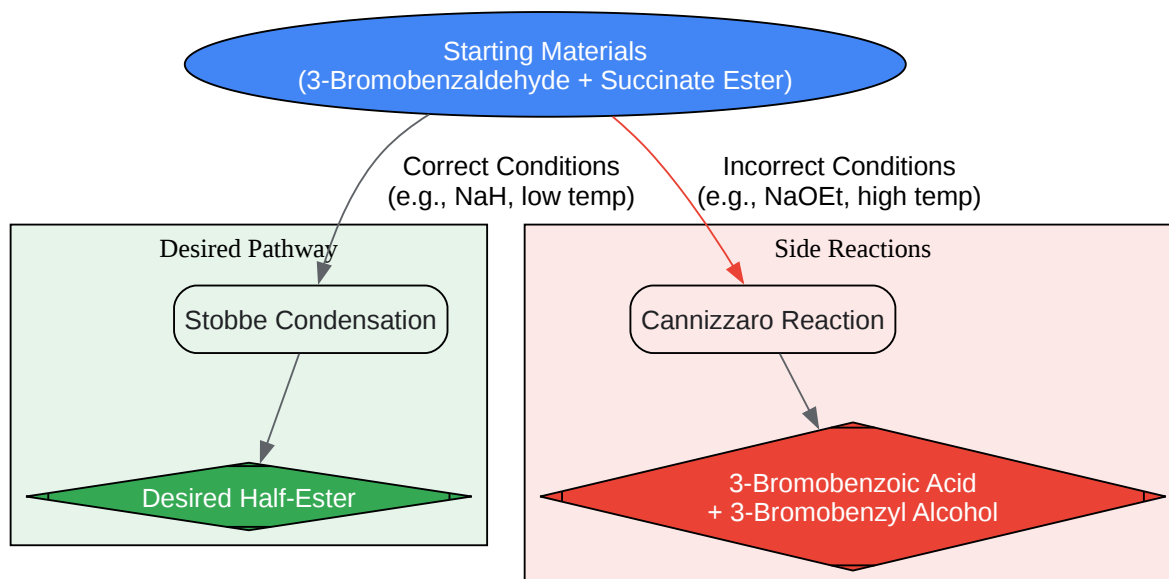 Starting Materials
(3-Bromobenzaldehyde + Succinate Ester)
Correct Conditions
(e.g., NaH, low temp)
Incorrect Conditions
(e.g., NaOEt, high temp)
Desired Pathway
Stobbe Condensation
Desired Half-Ester
Side Reactions
Cannizzaro Reaction
3-Bromobenzoic Acid
+ 3-Bromobenzyl Alcohol